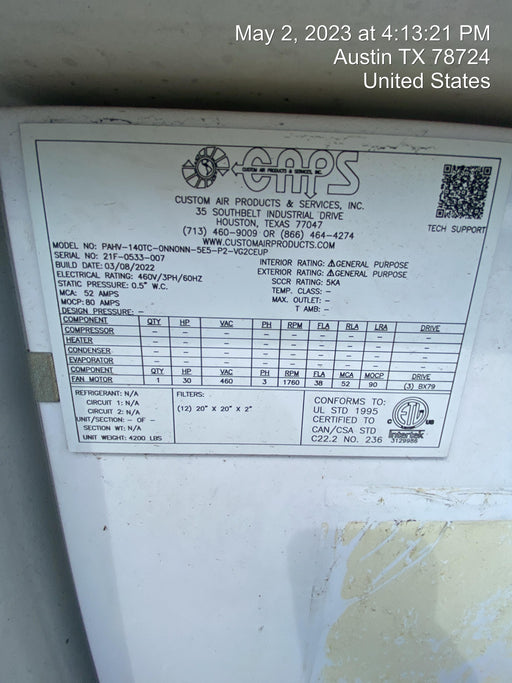 May 2, 2023 at 4:13:21 PM
Austin TX 78724
United States
CAPS
CUSTOM AIR PRODUCTS & SERVICES, INC.
CUSTOM AIR PRODUCTS & SERVICES, INC.
35 SOUTHBELT INDUSTRIAL DRIVE
HOUSTON, TEXAS 77047
(713) 460-9009 OR (866) 464-4274
WWW.CUSTOMAIRPRODUCTS.COM
TECH SUPPORT
MODEL NO: PAHV-140TC-0NNONN-5E5-P2-VG2CEUP
SERIAL NO: 21F-0533-007
BUILD DATE: 03/08/2022
ELECTRICAL RATING: 460V/3PH/60HZ
STATIC PRESSURE: 0.5" W.C.
MCA: 52 AMPS
MOCP: 80 AMPS
DESIGN PRESSURE: -
INTERIOR RATING: ⚠GENERAL PURPOSE
EXTERIOR RATING: ⚠GENERAL PURPOSE
SCCR RATING: 5KA
TEMP. CLASS: -
MAX. OUTLET: -
T AMB: -
COMPONENT QTY HP VAC PH RPM FLA RLA LRA DRIVE
COMPRESSOR - - - - - - - - -
HEATER - - - - - - - - -
CONDENSER - - - - - - - - -
EVAPORATOR - - - - - - - - -
COMPONENT QTY HP VAC PH RPM FLA MCA MOCP DRIVE
FAN MOTOR 1 30 460 3 1760 38 52 90 (3) BX79
REFRIGERANT: N/A
CIRCUIT 1: N/A
CIRCUIT 2: N/A
UNIT/SECTION: - OF -
SECTION WT: N/A
UNIT WEIGHT: 4200 LBS
FILTERS:
(12) 20" X 20" X 2"
CONFORMS TO:
UL STD 1995
CERTIFIED TO
CAN/CSA STD
C22.2 NO. 236
C ETL US
Intertek
3129986